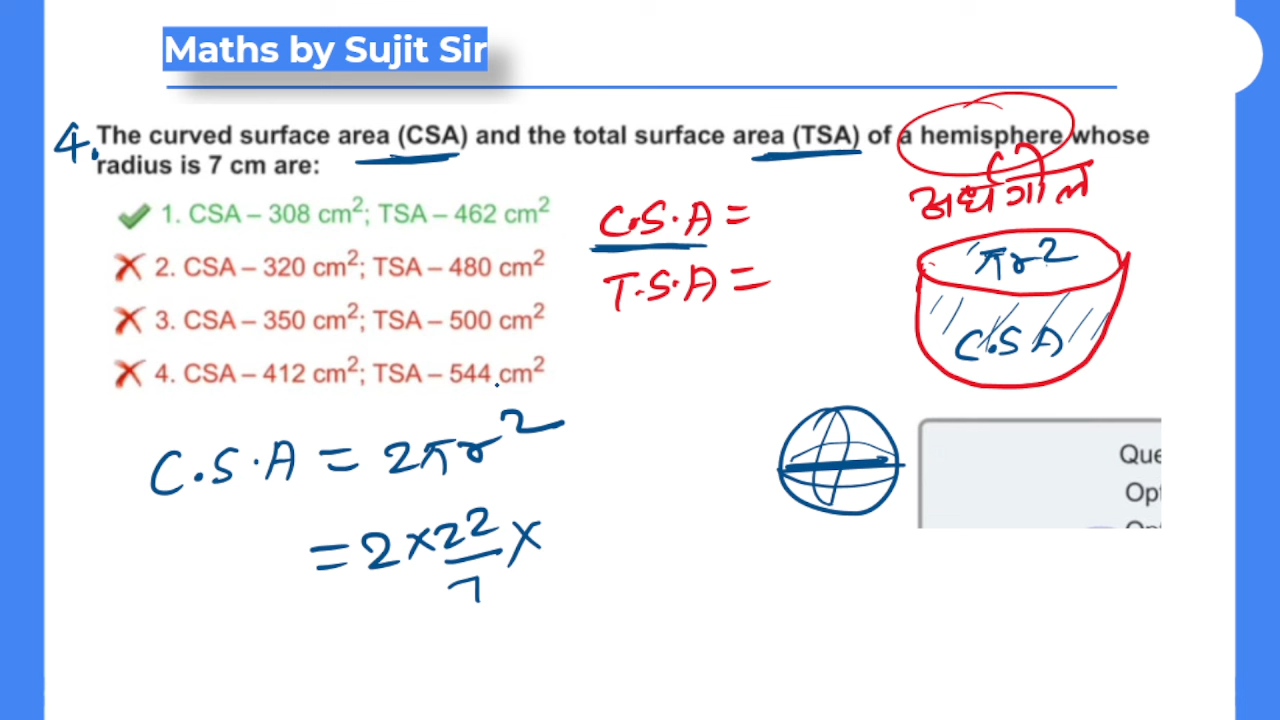 Maths by Sujit Sir
4. The curved surface area (CSA) and the total surface area (TSA) of a hemisphere whose
radius is 7 cm are:
1. CSA – 308 cm²; TSA – 462 cm²
2. CSA – 320 cm²; TSA – 480 cm²
3. CSA – 350 cm²; TSA – 500 cm²
4. CSA – 412 cm²; TSA – 544 cm²
C.S.A =
T.S.A =
अर्धगोल
πr²
C.S.A
C.S.A = 2πr²
= 2 × 22/7 ×
Que
Op